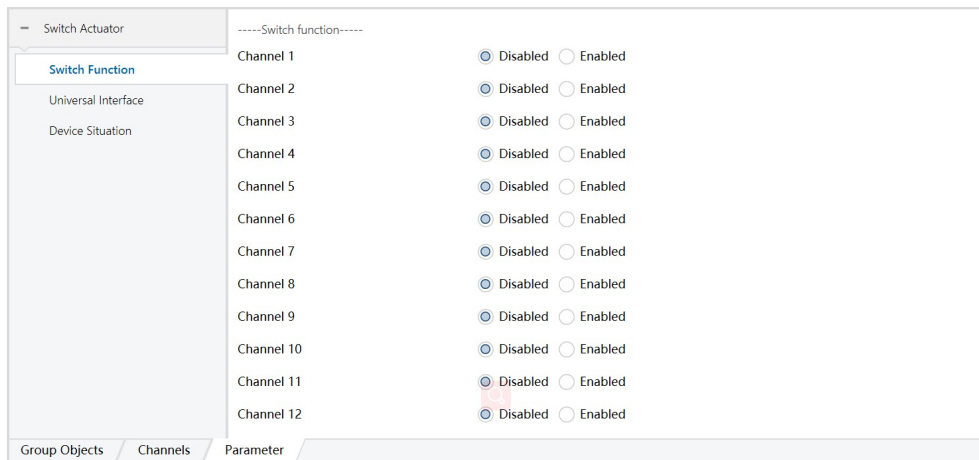 Switch Actuator
Switch Function
Universal Interface
Device Situation
-----Switch function-----
Channel 1 Disabled Enabled
Channel 2 Disabled Enabled
Channel 3 Disabled Enabled
Channel 4 Disabled Enabled
Channel 5 Disabled Enabled
Channel 6 Disabled Enabled
Channel 7 Disabled Enabled
Channel 8 Disabled Enabled
Channel 9 Disabled Enabled
Channel 10 Disabled Enabled
Channel 11 Disabled Enabled
Channel 12 Disabled Enabled
Group Objects Channels Parameter